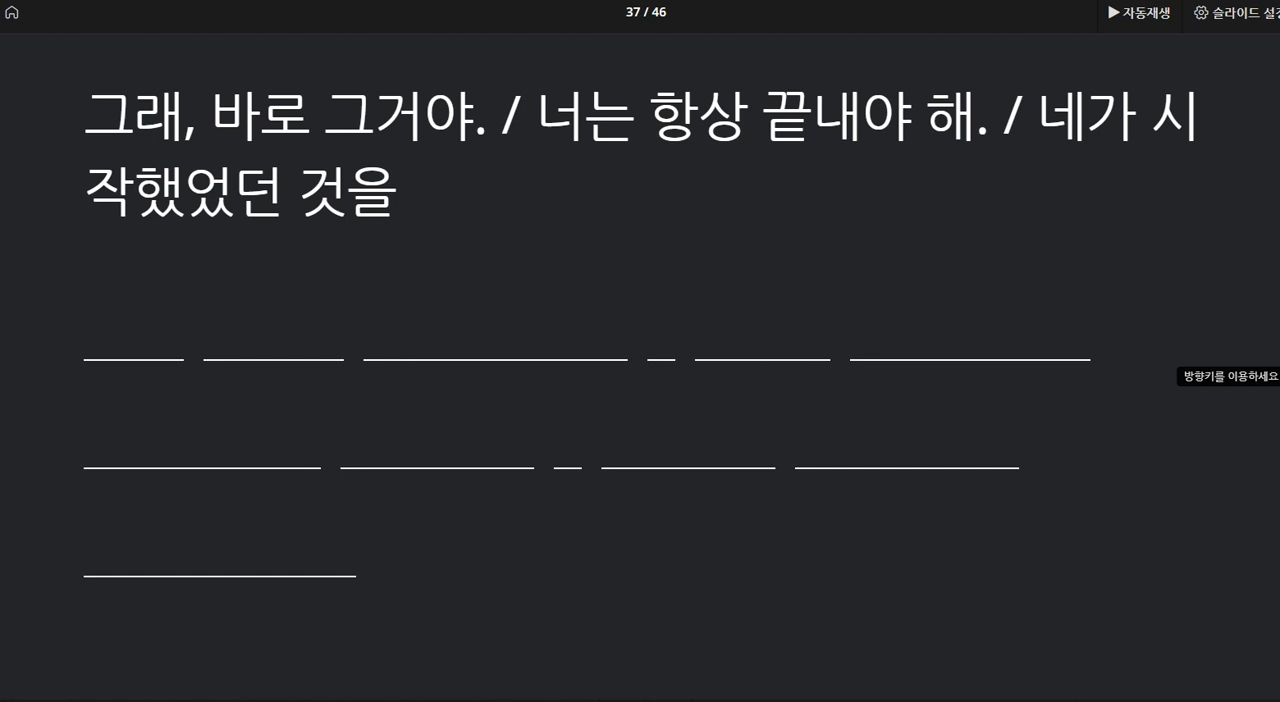 37 / 46
▶ 자동재생
슬라이드 설정
그래, 바로 그거야. / 너는 항상 끝내야 해. / 네가 시
작했었던 것을
방향키를 이용하세요